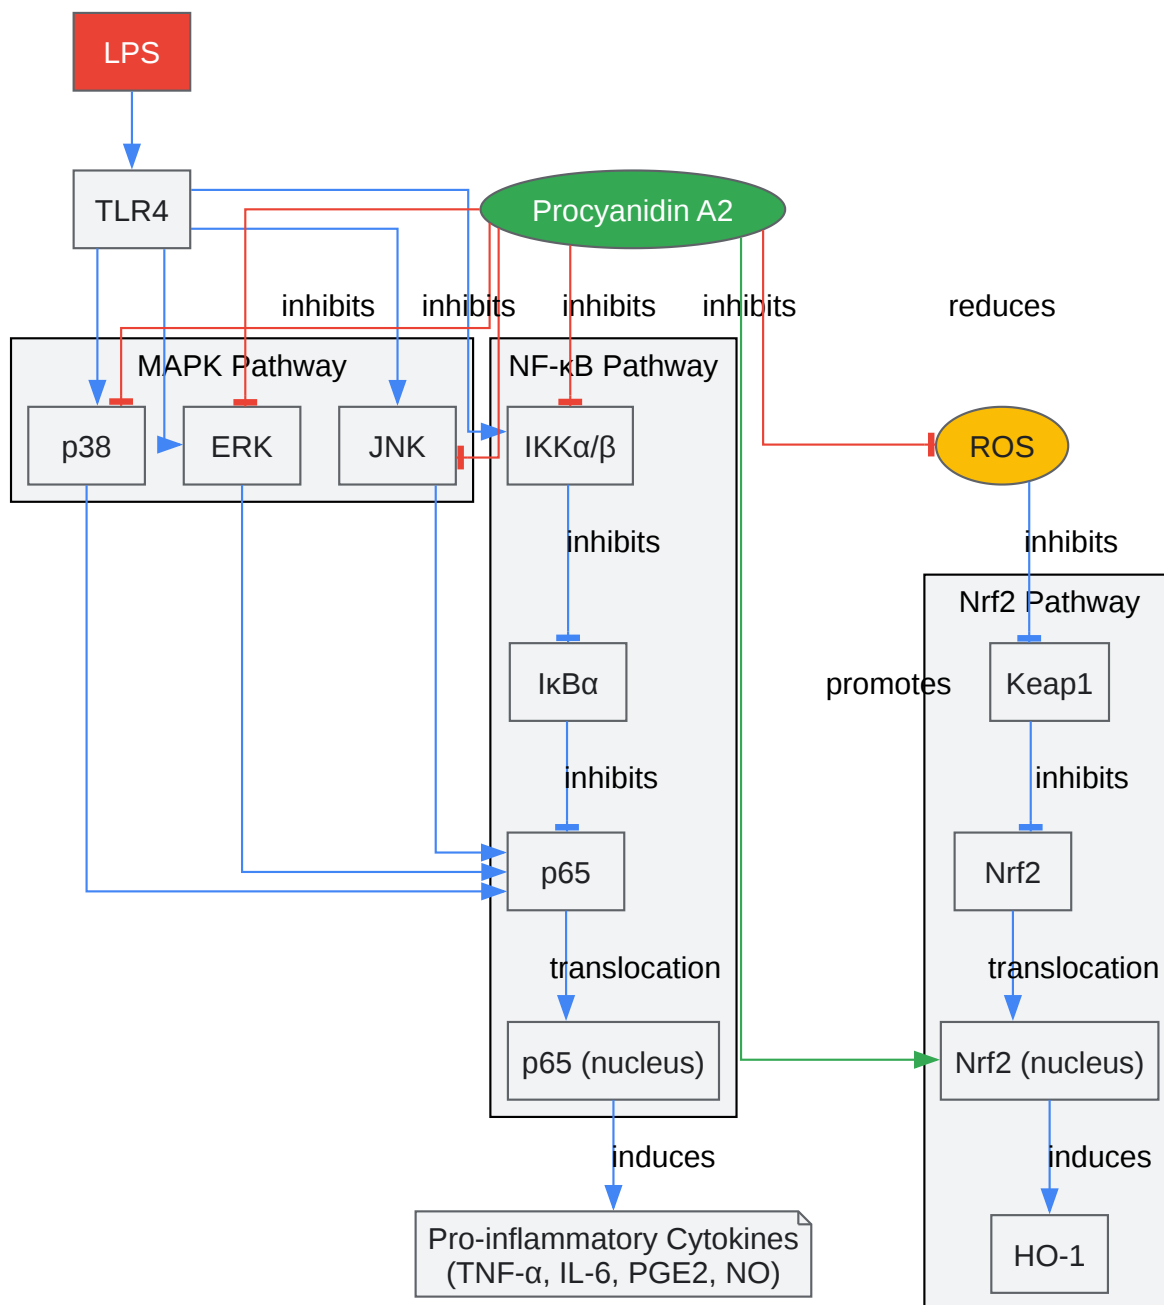 LPS
TLR4
Procyanidin A2
inhibits
inhibits
inhibits
inhibits
reduces
MAPK Pathway
NF-κB Pathway
p38
ERK
JNK
IKKα/β
ROS
inhibits
inhibits
Nrf2 Pathway
IκBα
promotes
Keap1
inhibits
inhibits
p65
Nrf2
translocation
translocation
p65 (nucleus)
Nrf2 (nucleus)
induces
induces
Pro-inflammatory Cytokines
(TNF-α, IL-6, PGE2, NO)
HO-1